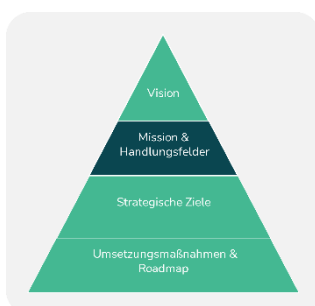 Vision
Mission &
Handlungsfelder
Strategische Ziele
Umsetzungsmaßnahmen &
Roadmap